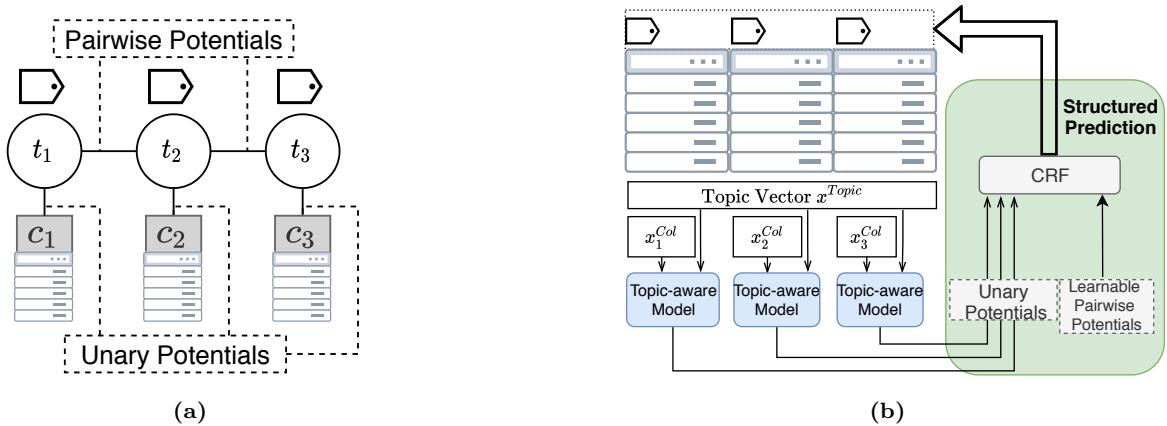 Pairwise Potentials
t1 t2 t3
c1 c2 c3
Unary Potentials
(a)
Structured
Prediction
CRF
Topic Vector x^Topic
x_1^Col x_2^Col x_3^Col
Topic-aware Topic-aware Topic-aware
Model Model Model
Unary
Potentials
Learnable
Pairwise
Potentials
(b)